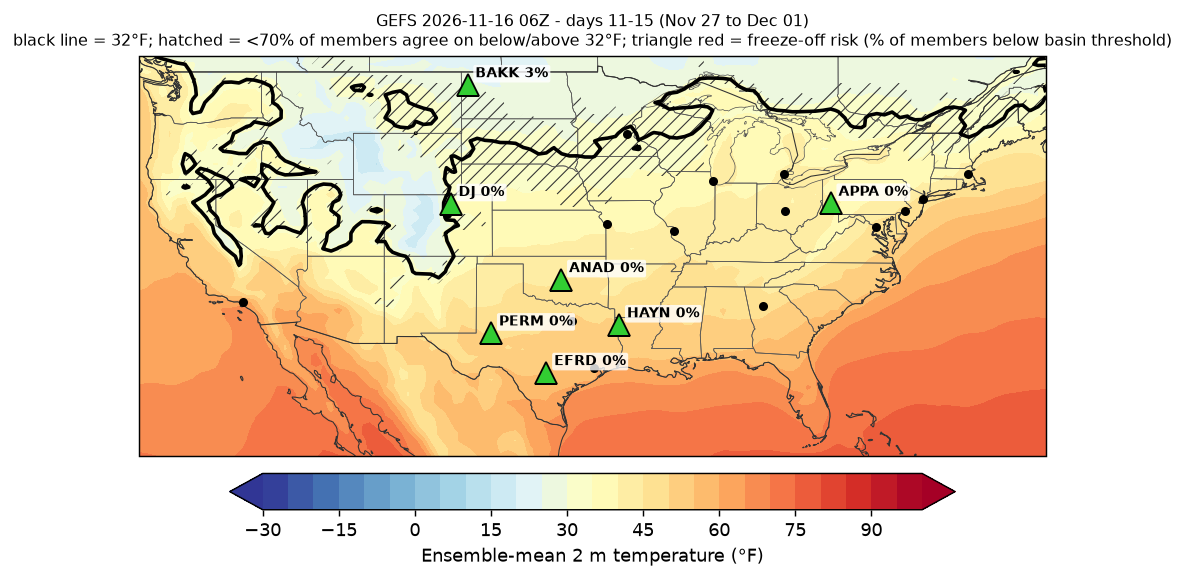 GEFS 2026-11-16 06Z - days 11-15 (Nov 27 to Dec 01)
black line = 32°F; hatched = <70% of members agree on below/above 32°F; triangle red = freeze-off risk (% of members below basin threshold)
BAKK 3%
DJ 0%
APPA 0%
ANAD 0%
HAYN 0%
PERM 0%
EFRD 0%
−30 −15 0 15 30 45 60 75 90
Ensemble-mean 2 m temperature (°F)